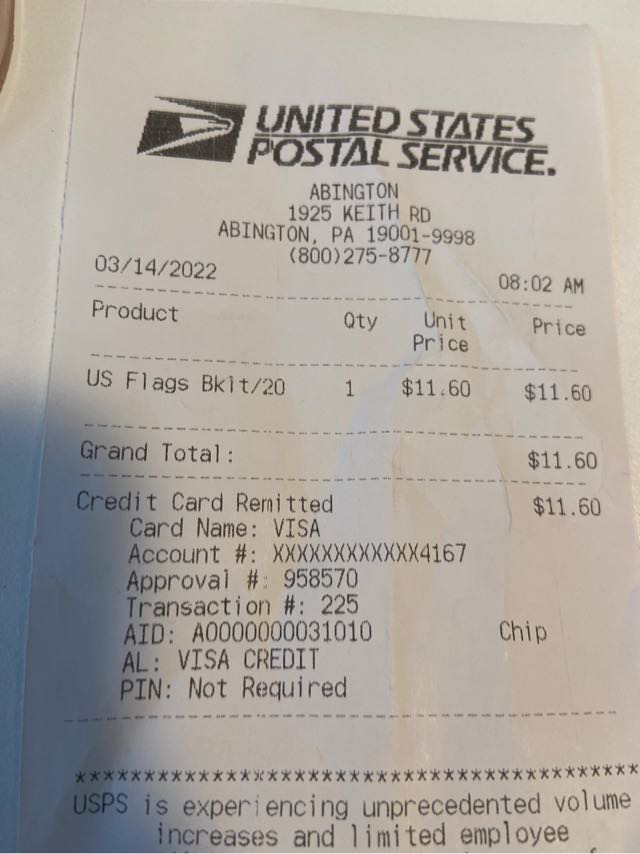 UNITED STATES
POSTAL SERVICE.
ABINGTON
1925 KEITH RD
ABINGTON, PA 19001-9998
(800)275-8777
03/14/2022 08:02 AM
Product Qty Unit Price
Price
US Flags Bklt/20 1 $11.60 $11.60
Grand Total: $11.60
Credit Card Remitted $11.60
Card Name: VISA
Account #: XXXXXXXXXXXX4167
Approval #: 958570
Transaction #: 225
AID: A0000000031010 Chip
AL: VISA CREDIT
PIN: Not Required
******************************************
USPS is experiencing unprecedented volume
increases and limited employee